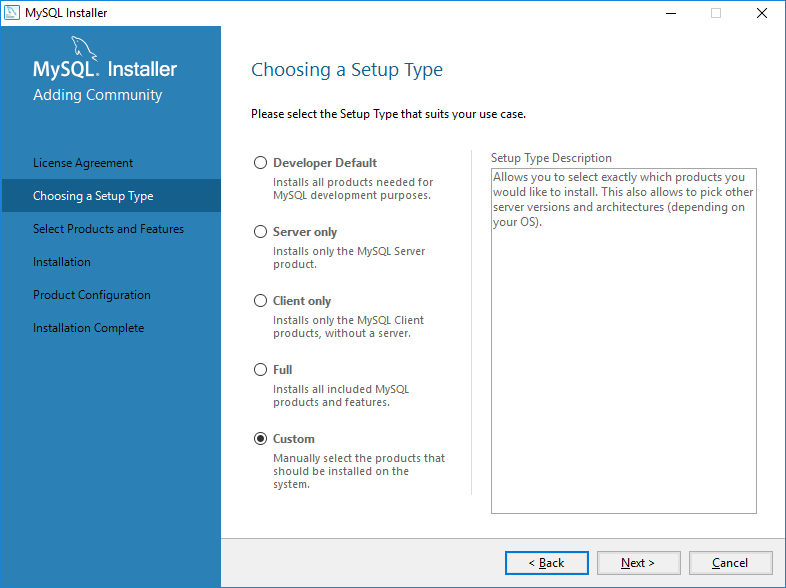 MySQL Installer
MySQL. Installer
Adding Community
License Agreement
Choosing a Setup Type
Select Products and Features
Installation
Product Configuration
Installation Complete
Choosing a Setup Type
Please select the Setup Type that suits your use case.
Developer Default
Installs all products needed for
MySQL development purposes.
Server only
Installs only the MySQL Server
product.
Client only
Installs only the MySQL Client
products, without a server.
Full
Installs all included MySQL
products and features.
Custom
Manually select the products that
should be installed on the
system.
Setup Type Description
Allows you to select exactly which products you
would like to install. This also allows to pick other
server versions and architectures (depending on
your OS).
< Back
Next >
Cancel